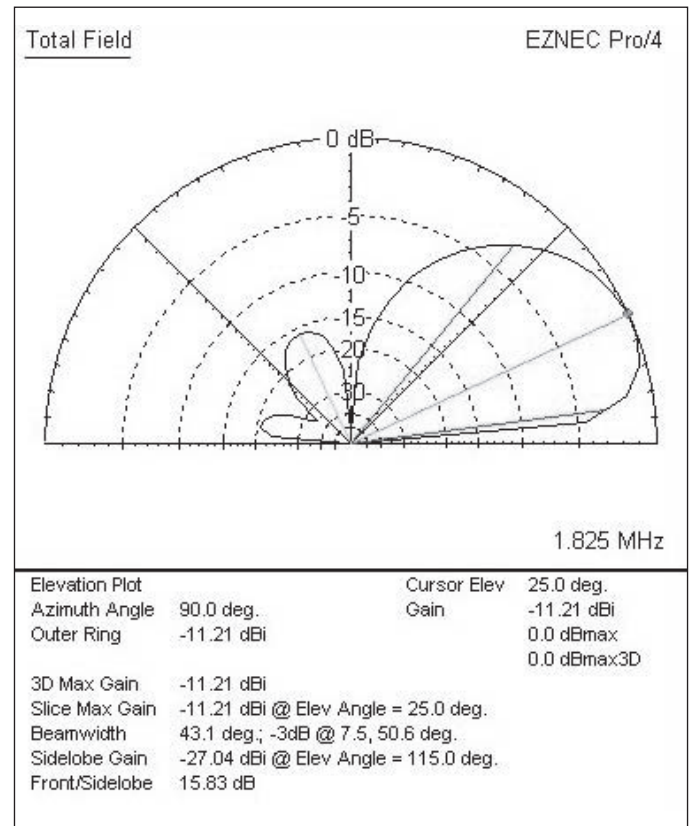 Total Field
EZNEC Pro/4
0 dB
-5
-10
-15
-20
-30
1.825 MHz
Elevation Plot
Azimuth Angle 90.0 deg.
Outer Ring -11.21 dBi
Cursor Elev 25.0 deg.
Gain -11.21 dBi
0.0 dBmax
0.0 dBmax3D
3D Max Gain -11.21 dBi
Slice Max Gain -11.21 dBi @ Elev Angle = 25.0 deg.
Beamwidth 43.1 deg.; -3dB @ 7.5, 50.6 deg.
Sidelobe Gain -27.04 dBi @ Elev Angle = 115.0 deg.
Front/Sidelobe 15.83 dB